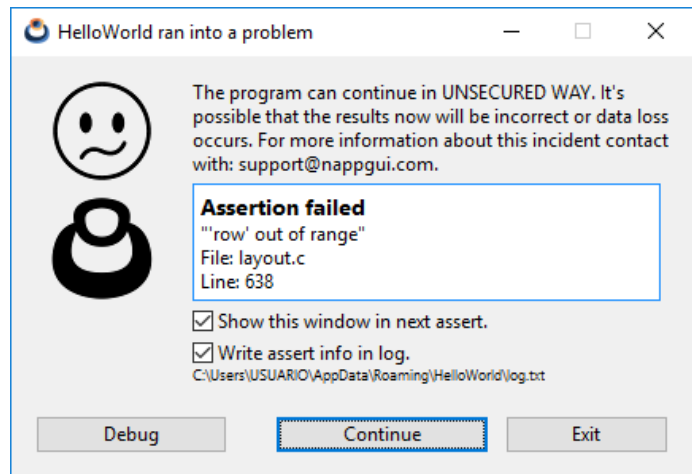 HelloWorld ran into a problem
The program can continue in UNSECURED WAY. It's
possible that the results now will be incorrect or data loss
occurs. For more information about this incident contact
with: support@nappgui.com.
Assertion failed
"'row' out of range"
File: layout.c
Line: 638
Show this window in next assert.
Write assert info in log.
C:\Users\USUARIO\AppData\Roaming\HelloWorld\log.txt
Debug
Continue
Exit